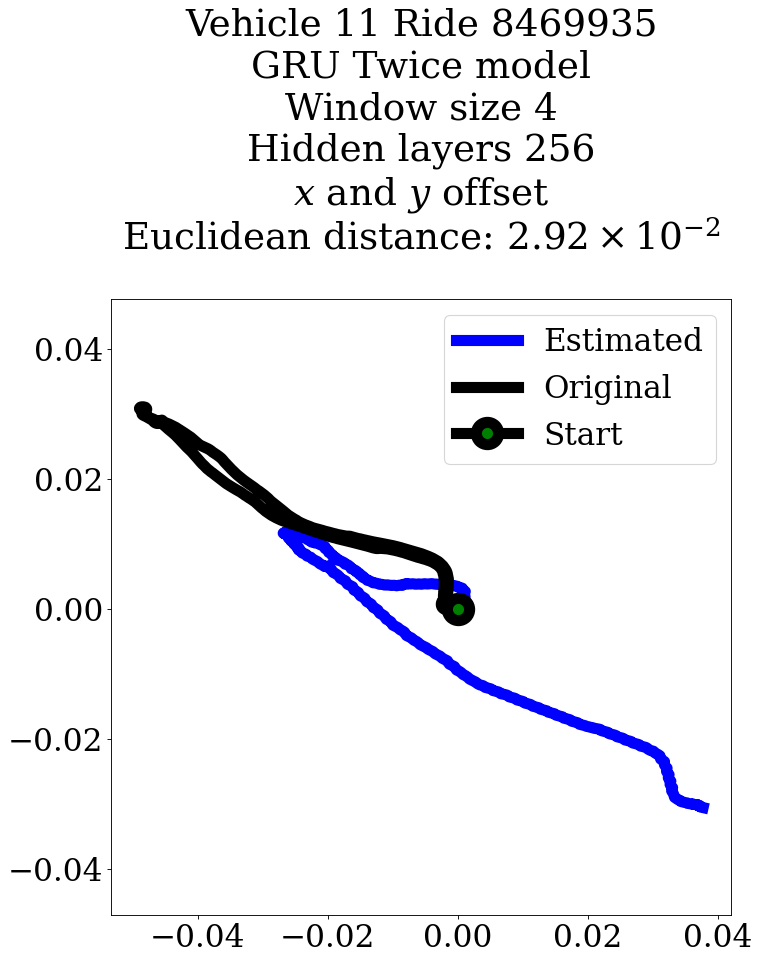 Vehicle 11 Ride 8469935
GRU Twice model
Window size 4
Hidden layers 256
x and y offset
Euclidean distance: 2.92 × 10⁻²
Estimated
Original
Start
0.04
0.02
0.00
−0.02
−0.04
−0.04 −0.02 0.00 0.02 0.04